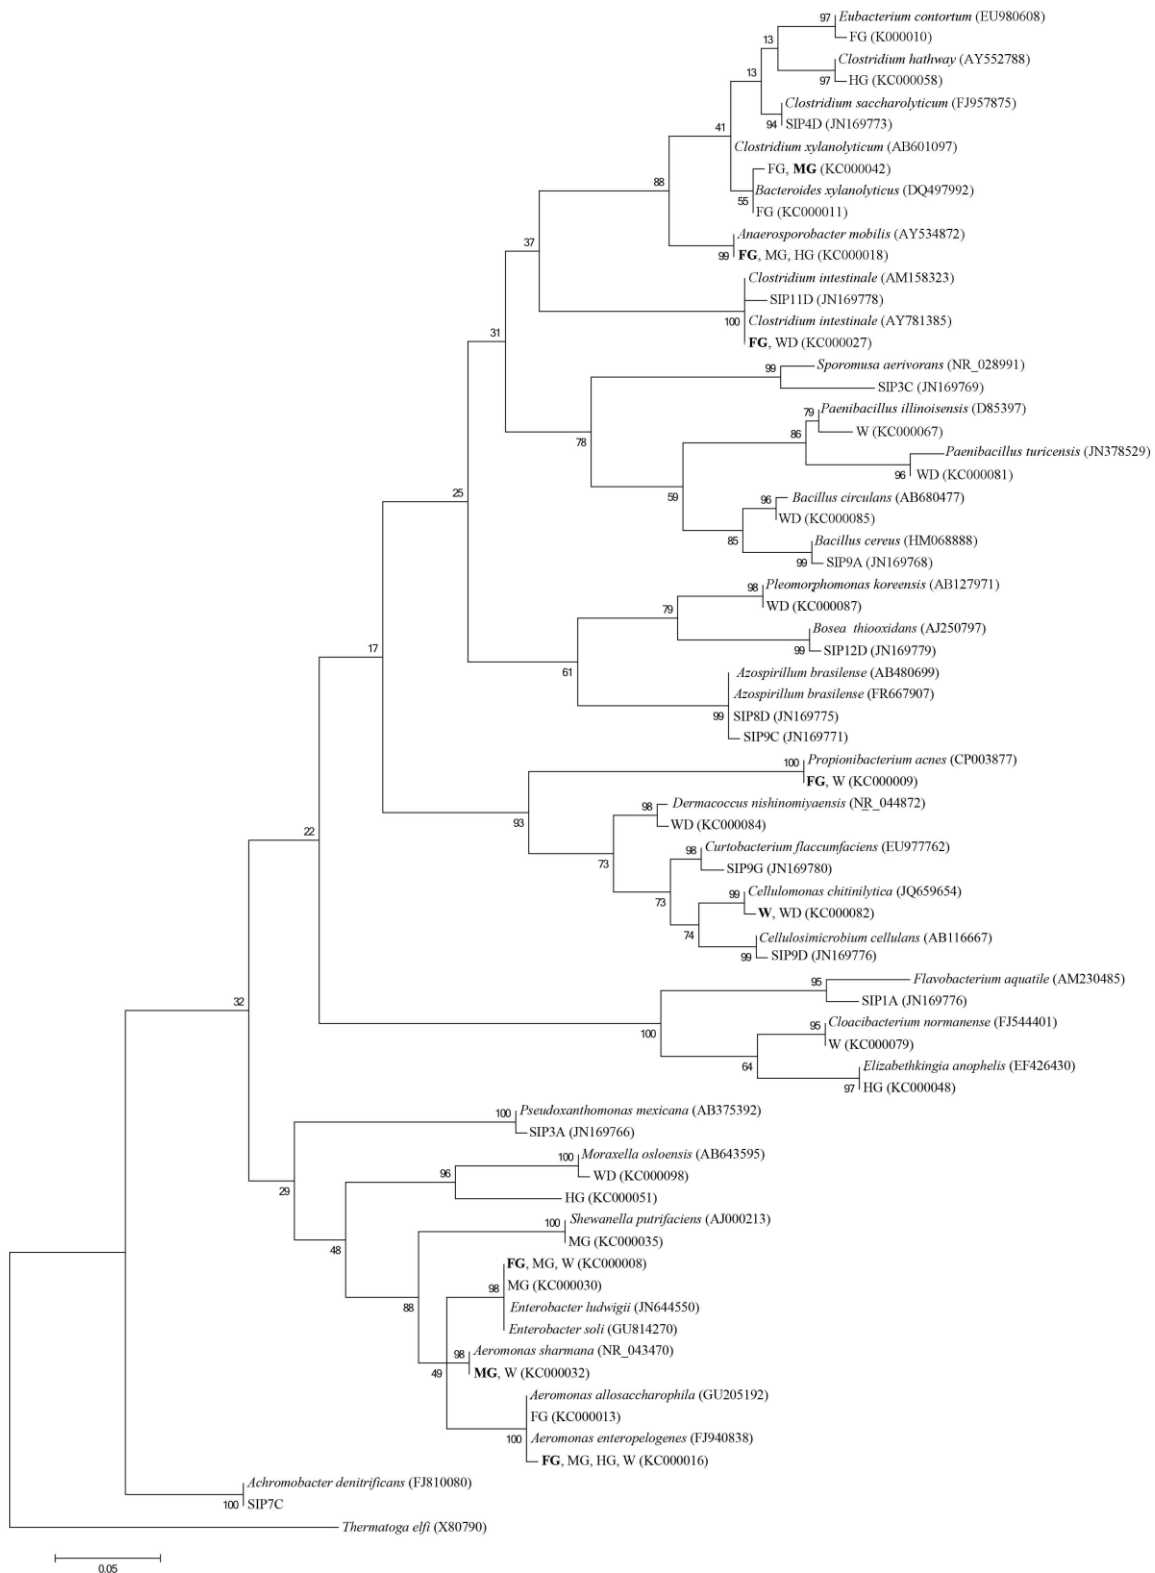 97 Eubacterium contortum (EU980608)
FG (K000010)
13
Clostridium hathway (AY552788)
97 HG (KC000058)
13
Clostridium saccharolyticum (FJ957875)
94 SIP4D (JN169773)
41
Clostridium xylanolyticum (AB601097)
FG, MG (KC000042)
88
Bacteroides xylanolyticus (DQ497992)
55
FG (KC000011)
Anaerosporobacter mobilis (AY534872)
37
99 FG, MG, HG (KC000018)
Clostridium intestinale (AM158323)
SIP11D (JN169778)
100 Clostridium intestinale (AY781385)
31
FG, WD (KC000027)
99 Sporomusa aerivorans (NR_028991)
SIP3C (JN169769)
79 Paenibacillus illinoisensis (D85397)
78 86 W (KC000067)
Paenibacillus turicensis (JN378529)
96 WD (KC000081)
25 59 96 Bacillus circulans (AB680477)
WD (KC000085)
85 Bacillus cereus (HM068888)
99 SIP9A (JN169768)
98 Pleomorphomonas koreensis (AB127971)
79 WD (KC000087)
Bosea thiooxidans (AJ250797)
17 99 SIP12D (JN169779)
61 Azospirillum brasilense (AB480699)
Azospirillum brasilense (FR667907)
99 SIP8D (JN169775)
SIP9C (JN169771)
100 Propionibacterium acnes (CP003877)
FG, W (KC000009)
98 Dermacoccus nishinomiyaensis (NR_044872)
93 WD (KC000084)
22
98 Curtobacterium flaccumfaciens (EU977762)
73 SIP9G (JN169780)
99 Cellulomonas chitinilytica (JQ659654)
73 W, WD (KC000082)
74 Cellulosimicrobium cellulans (AB116667)
99 SIP9D (JN169776)
95 Flavobacterium aquatile (AM230485)
32 SIP1A (JN169776)
100 95 Cloacibacterium normanense (FJ544401)
W (KC000079)
64 Elizabethkingia anophelis (EF426430)
97 HG (KC000048)
100 Pseudoxanthomonas mexicana (AB375392)
SIP3A (JN169766)
100 Moraxella osloensis (AB643595)
96 WD (KC000098)
29 HG (KC000051)
100 Shewanella putrifaciens (AJ000213)
48 MG (KC000035)
FG, MG, W (KC000008)
98 MG (KC000030)
88 Enterobacter ludwigii (JN644550)
Enterobacter soli (GU814270)
98 Aeromonas sharmana (NR_043470)
49 MG, W (KC000032)
Aeromonas allosaccharophila (GU205192)
FG (KC000013)
100 Aeromonas enteropelogenes (FJ940838)
FG, MG, HG, W (KC000016)
Achromobacter denitrificans (FJ810080)
100 SIP7C
Thermatoga elfi (X80790)
0.05